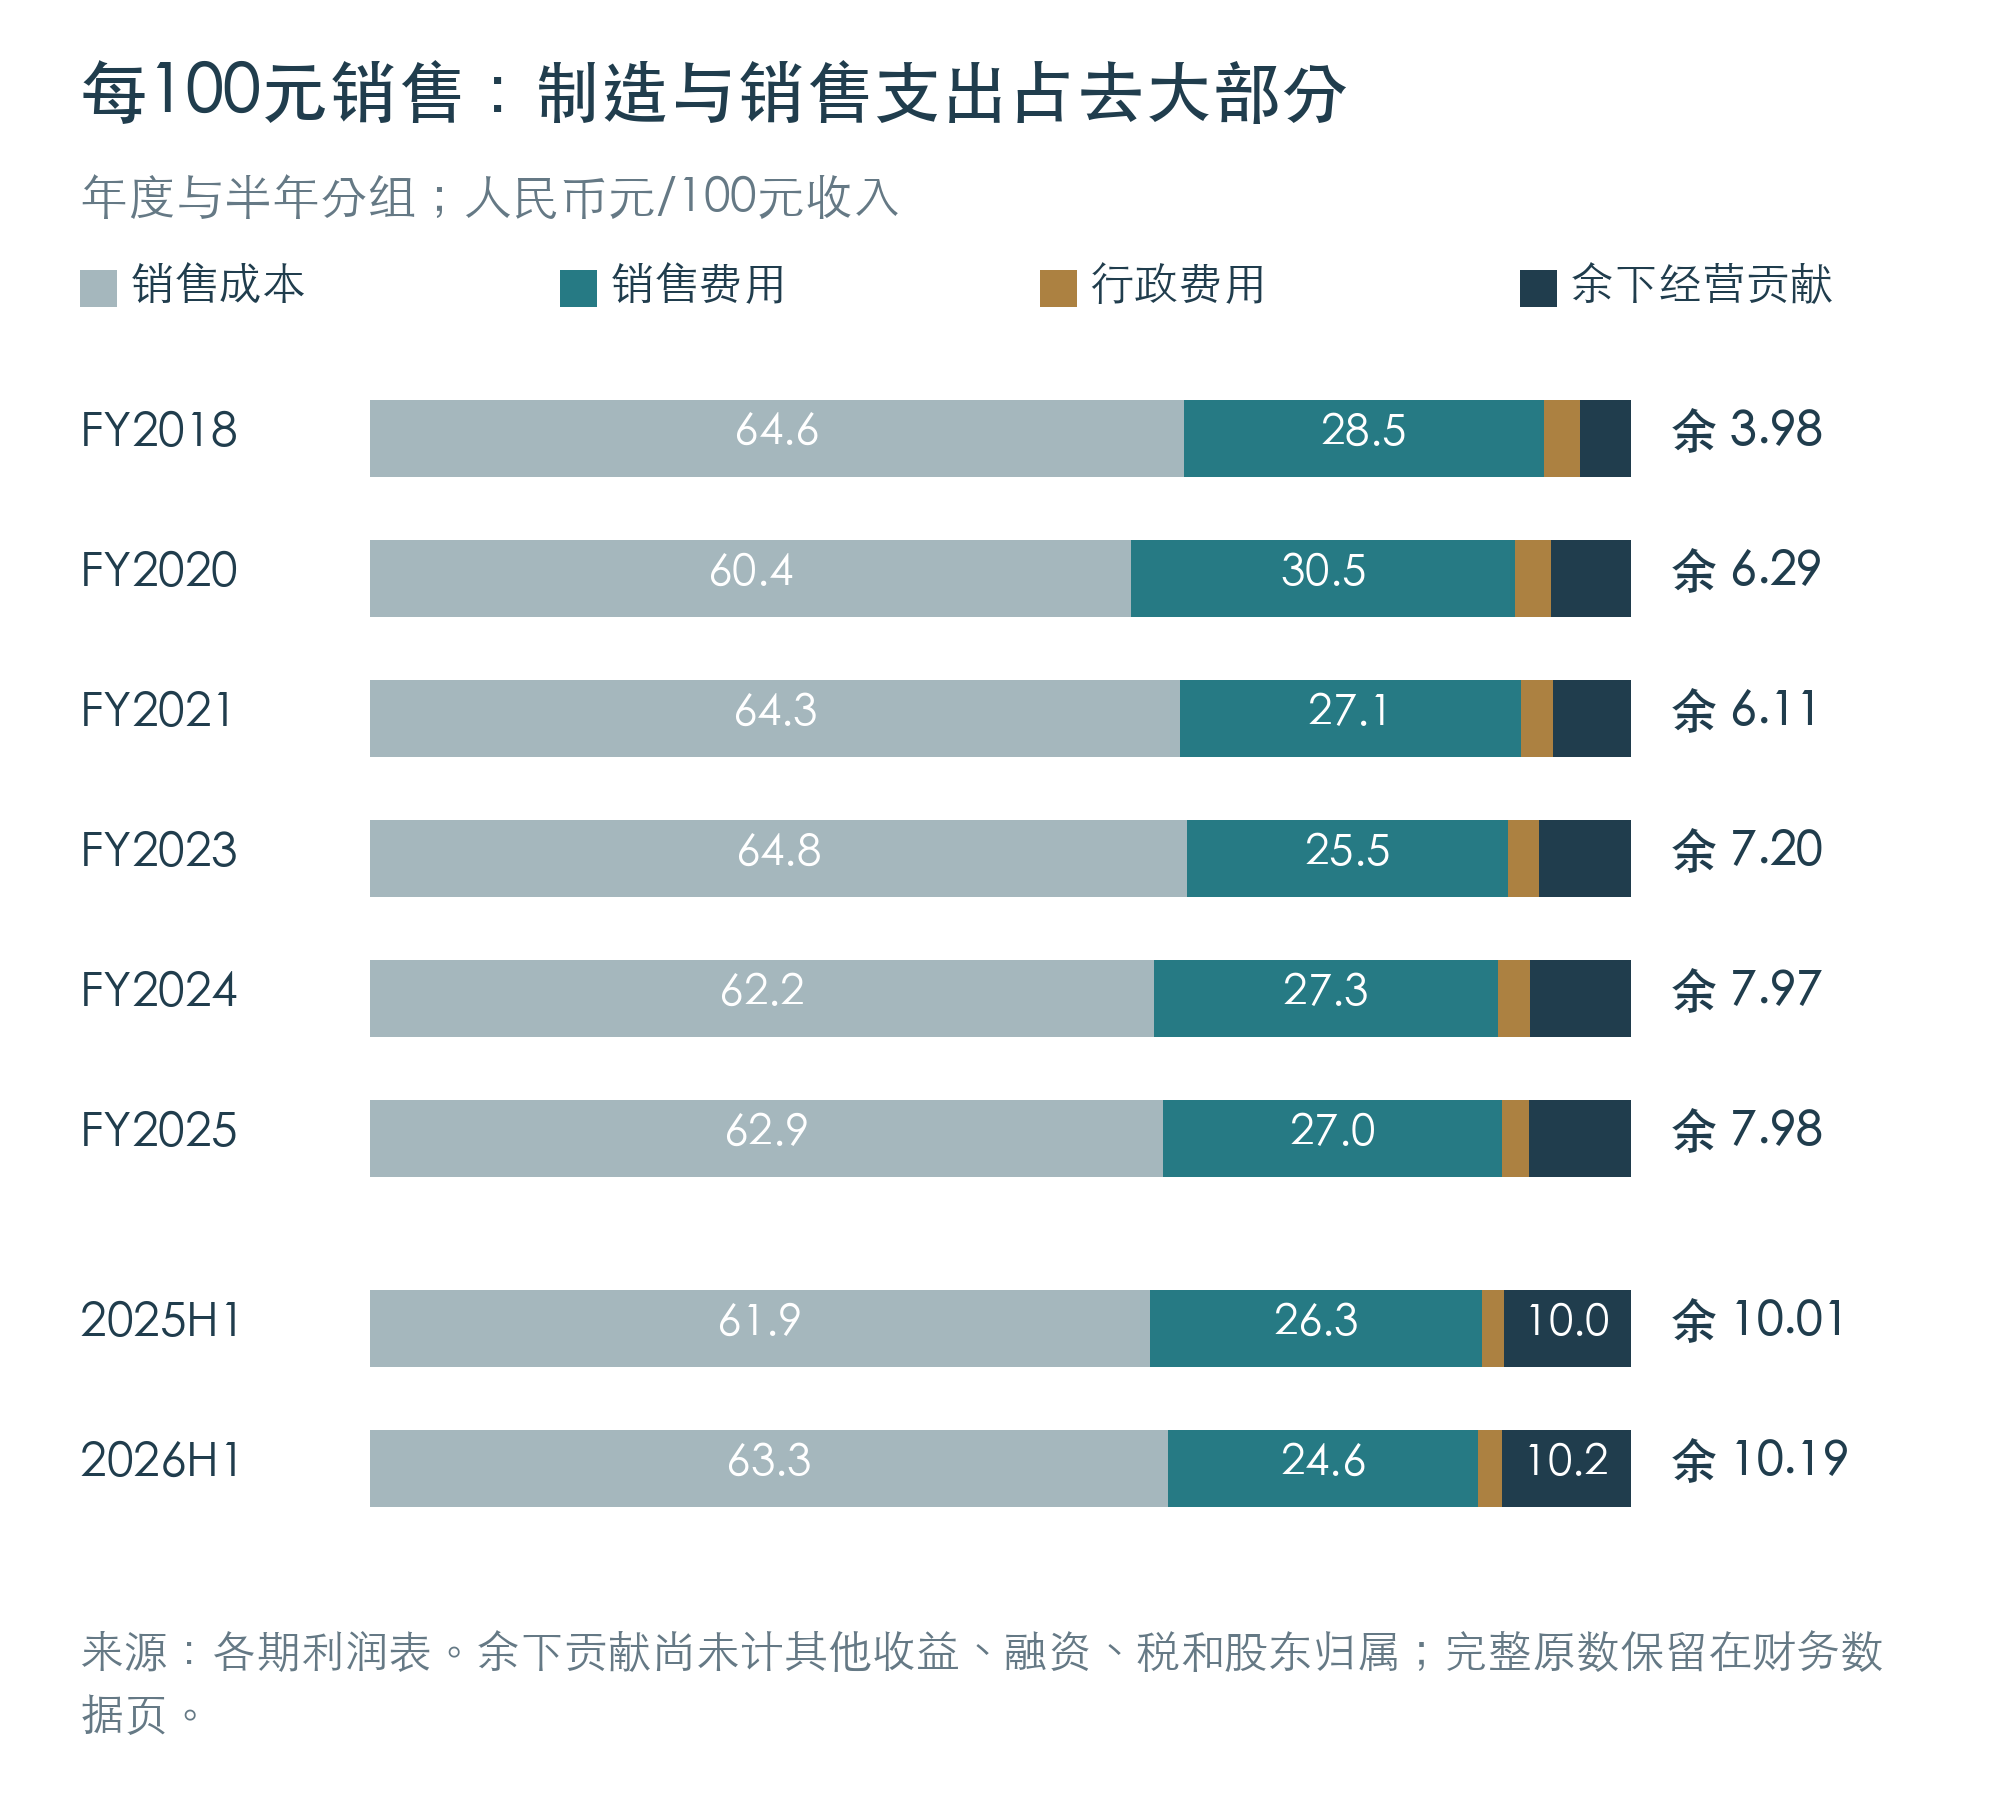 每100元销售：制造与销售支出占去大部分
年度与半年分组；人民币元/100元收入
销售成本 销售费用 行政费用 余下经营贡献
FY2018 64.6 28.5 余 3.98
FY2020 60.4 30.5 余 6.29
FY2021 64.3 27.1 余 6.11
FY2023 64.8 25.5 余 7.20
FY2024 62.2 27.3 余 7.97
FY2025 62.9 27.0 余 7.98
2025H1 61.9 26.3 10.0 余 10.01
2026H1 63.3 24.6 10.2 余 10.19
来源：各期利润表。余下贡献尚未计其他收益、融资、税和股东归属；完整原数保留在财务数
据页。